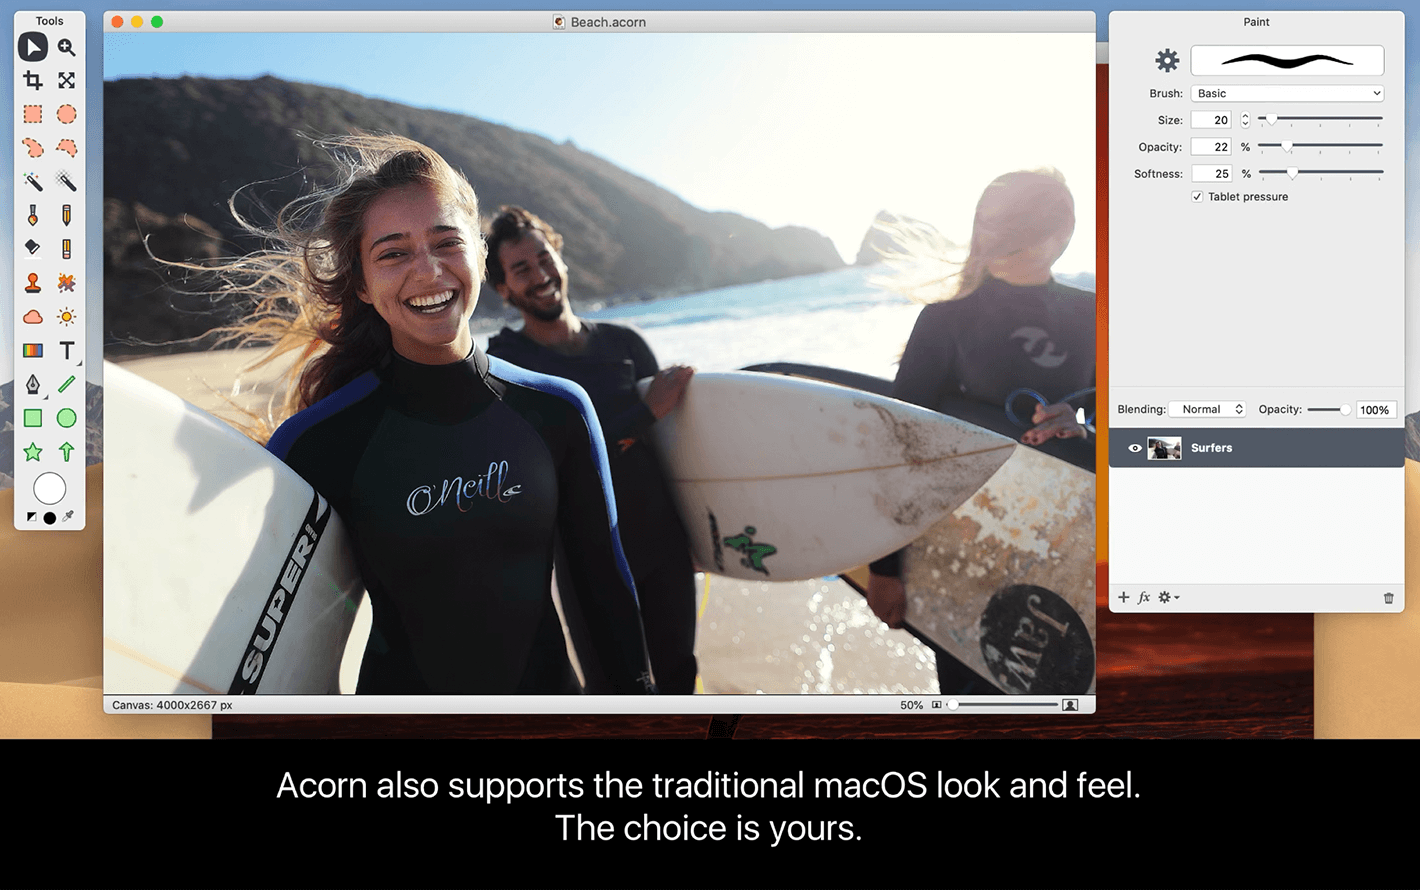 Tools
Beach.acorn
Paint
Brush: Basic
Size: 20
Opacity: 22 %
Softness: 25 %
Tablet pressure
Blending: Normal Opacity: 100%
Surfers
fx
T
O'Neill
SUPER!
Jaws
Canvas: 4000x2667 px
50%
Acorn also supports the traditional macOS look and feel.
The choice is yours.